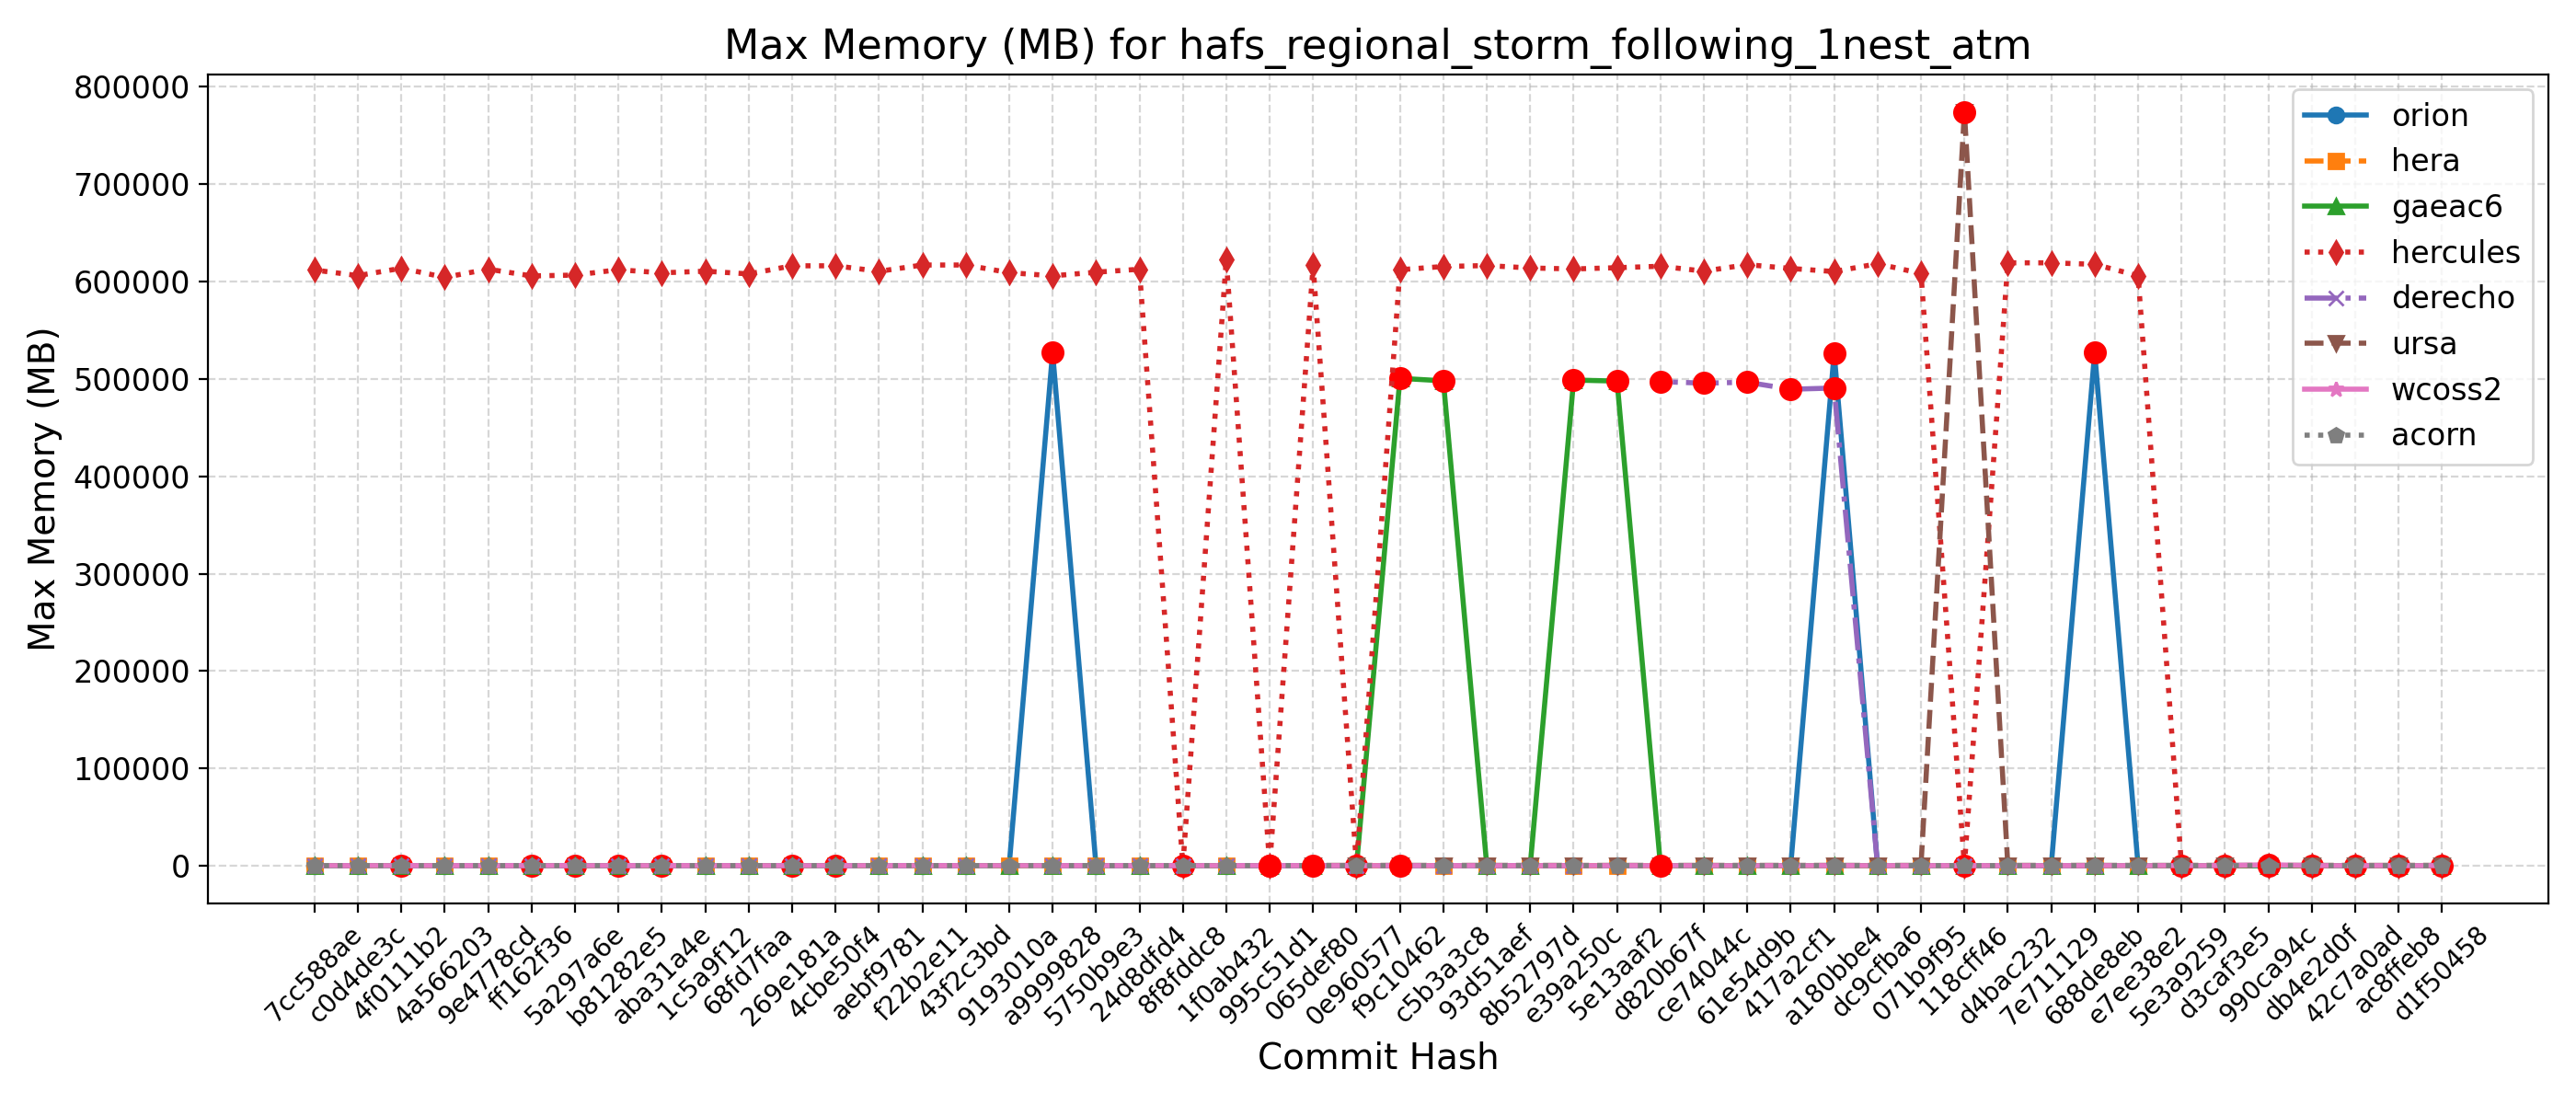 Max Memory (MB) for hafs_regional_storm_following_1nest_atm
Max Memory (MB)
800000
700000
600000
500000
400000
300000
200000
100000
0
orion
hera
gaeac6
hercules
derecho
ursa
wcoss2
acorn
7cc588ae
c0d4de3c
4f0111b2
4a566203
9e4778cd
ff162f36
5a297a6e
b81282e5
aba31a4e
1c5a9f12
68fd7faa
269e181a
4cbe50f4
aebf9781
f22b2e11
43f2c3bd
9193010a
a9999828
5750b9e3
24d8dfd4
8f8fddc8
1f0ab432
995c51d1
065def80
0e960577
f9c10462
c5b3a3c8
93d51aef
8b52797d
e39a250c
5e13aaf2
d820b67f
ce74044c
61e54d9b
417a2cf1
a180bbe4
dc9cfba6
071b9f95
118cff46
d4bac232
7e711129
688de8eb
e7ee38e2
5e3a9259
d3caf3e5
990ca94c
db4e2d0f
42c7a0ad
ac8ffeb8
d1f50458
Commit Hash